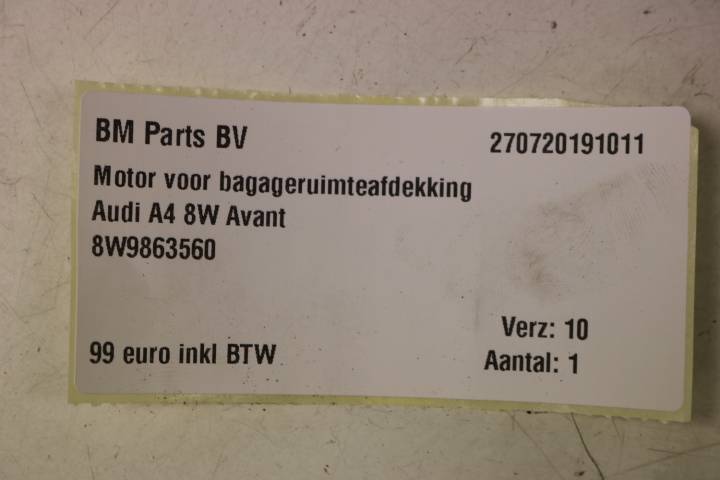 BM Parts BV
270720191011
Motor voor bagageruimteafdekking
Audi A4 8W Avant
8W9863560
Verz: 10
99 euro inkl BTW
Aantal: 1